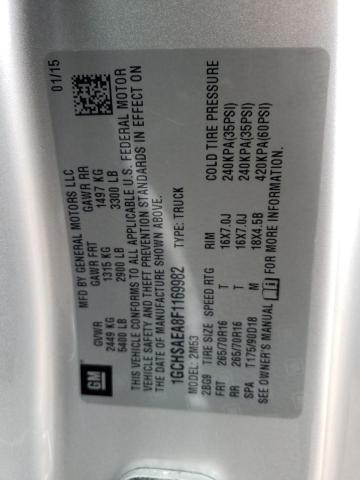 MFD BY GENERAL MOTORS LLC 01/15
GVWR GAWR FRT GAWR RR
2449 KG 1315 KG 1497 KG
5400 LB 2900 LB 3300 LB
THIS VEHICLE CONFORMS TO ALL APPLICABLE U.S. FEDERAL MOTOR
VEHICLE SAFETY AND THEFT PREVENTION STANDARDS IN EFFECT ON
THE DATE OF MANUFACTURE SHOWN ABOVE.
1GCHSAEA8F1169982 TYPE: TRUCK
MODEL: 2M53
2BG9 TIRE SIZE SPEED RTG RIM COLD TIRE PRESSURE
FRT 265/70R16 T 16X7.0J 240KPA(35PSI)
RR 265/70R16 T 16X7.0J 240KPA(35PSI)
SPA T175/90D18 M 18X4.5B 420KPA(60PSI)
SEE OWNER'S MANUAL FOR MORE INFORMATION.
GM